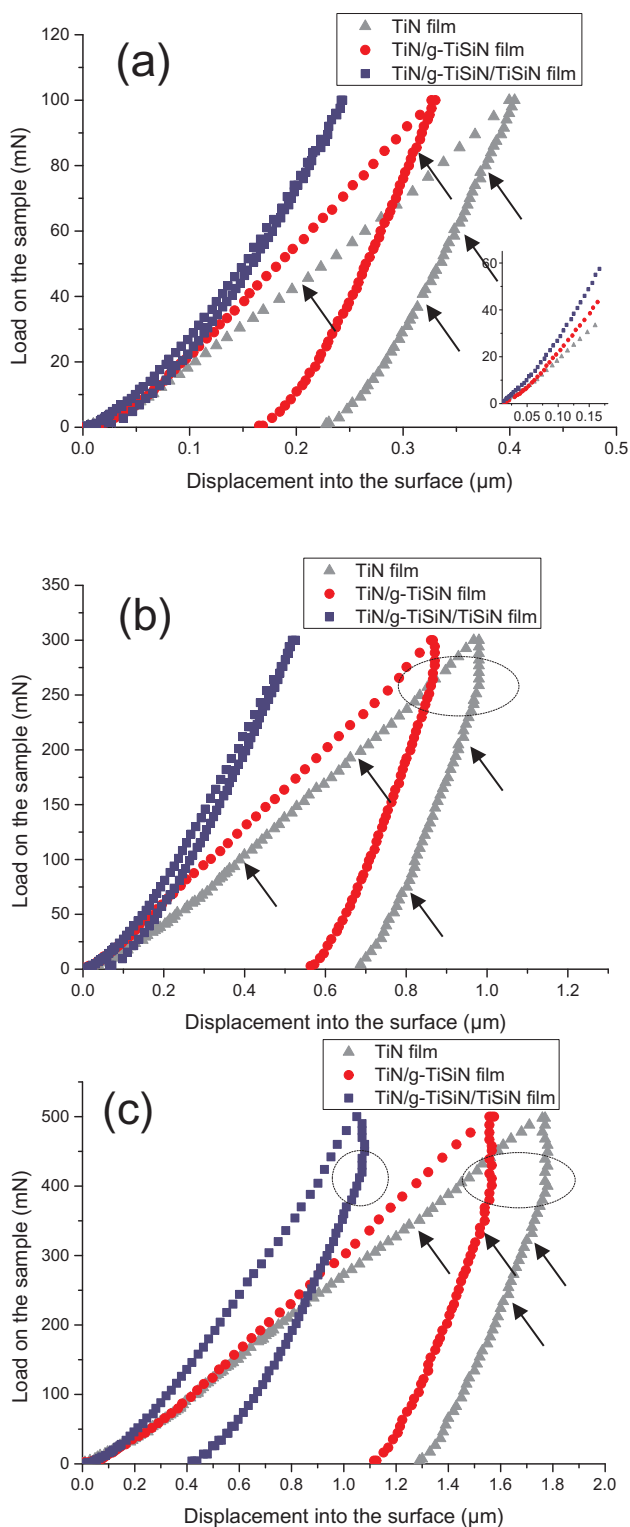 (a)
TiN film
TiN/g-TiSiN film
TiN/g-TiSiN/TiSiN film
Load on the sample (mN)
120
100
80
60
40
20
0
60
40
20
0
0.05 0.10 0.15
0.0 0.1 0.2 0.3 0.4 0.5
Displacement into the surface (µm)
(b)
TiN film
TiN/g-TiSiN film
TiN/g-TiSiN/TiSiN film
Load on the sample (mN)
350
300
250
200
150
100
50
0
0.0 0.2 0.4 0.6 0.8 1.0 1.2
Displacement into the surface (µm)
(c)
TiN film
TiN/g-TiSiN film
TiN/g-TiSiN/TiSiN film
Load on the sample (mN)
500
400
300
200
100
0
0.0 0.2 0.4 0.6 0.8 1.0 1.2 1.4 1.6 1.8 2.0
Displacement into the surface (µm)